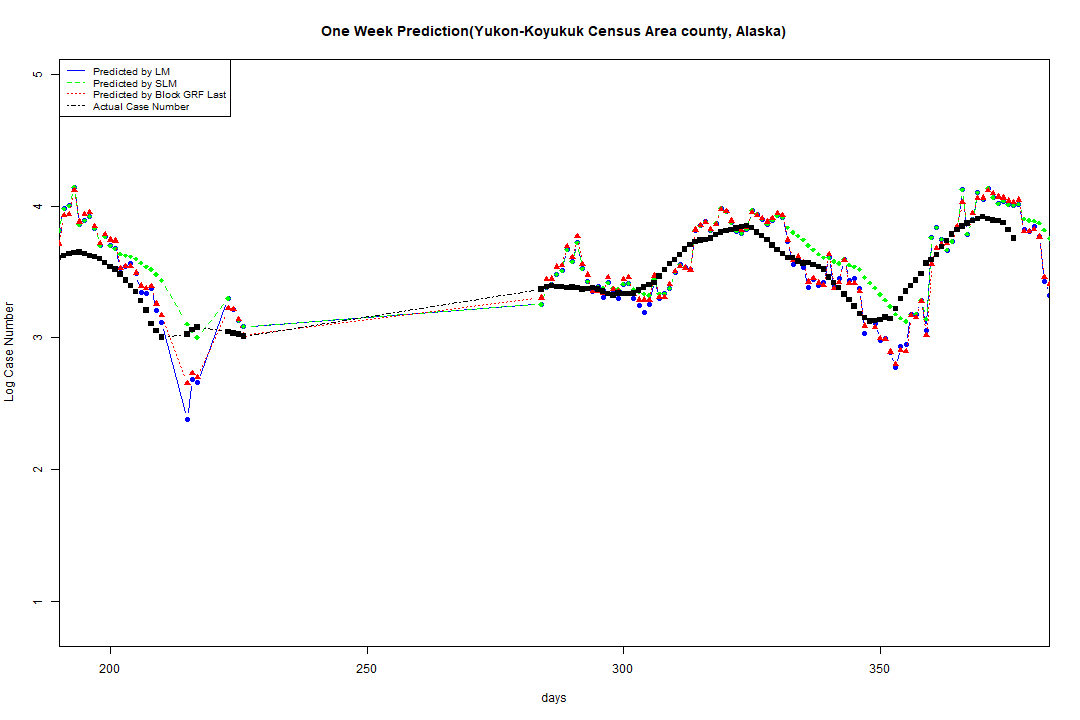 One Week Prediction(Yukon-Koyukuk Census Area county, Alaska)
Predicted by LM
Predicted by SLM
Predicted by Block GRF Last
Actual Case Number
5
4
3
2
1
Log Case Number
200 250 300 350
days